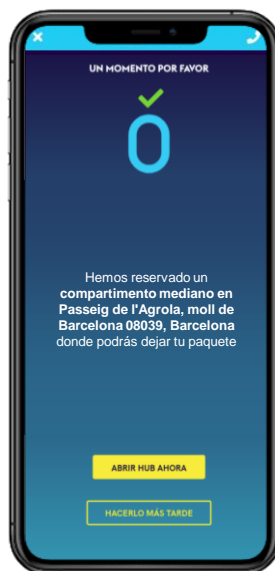 UN MOMENTO POR FAVOR
0
Hemos reservado un
compartimento mediano en
Passeig de l'Agrola, moll de
Barcelona 08039, Barcelona
donde podrás dejar tu paquete
ABRIR HUB AHORA
HACERLO MÁS TARDE